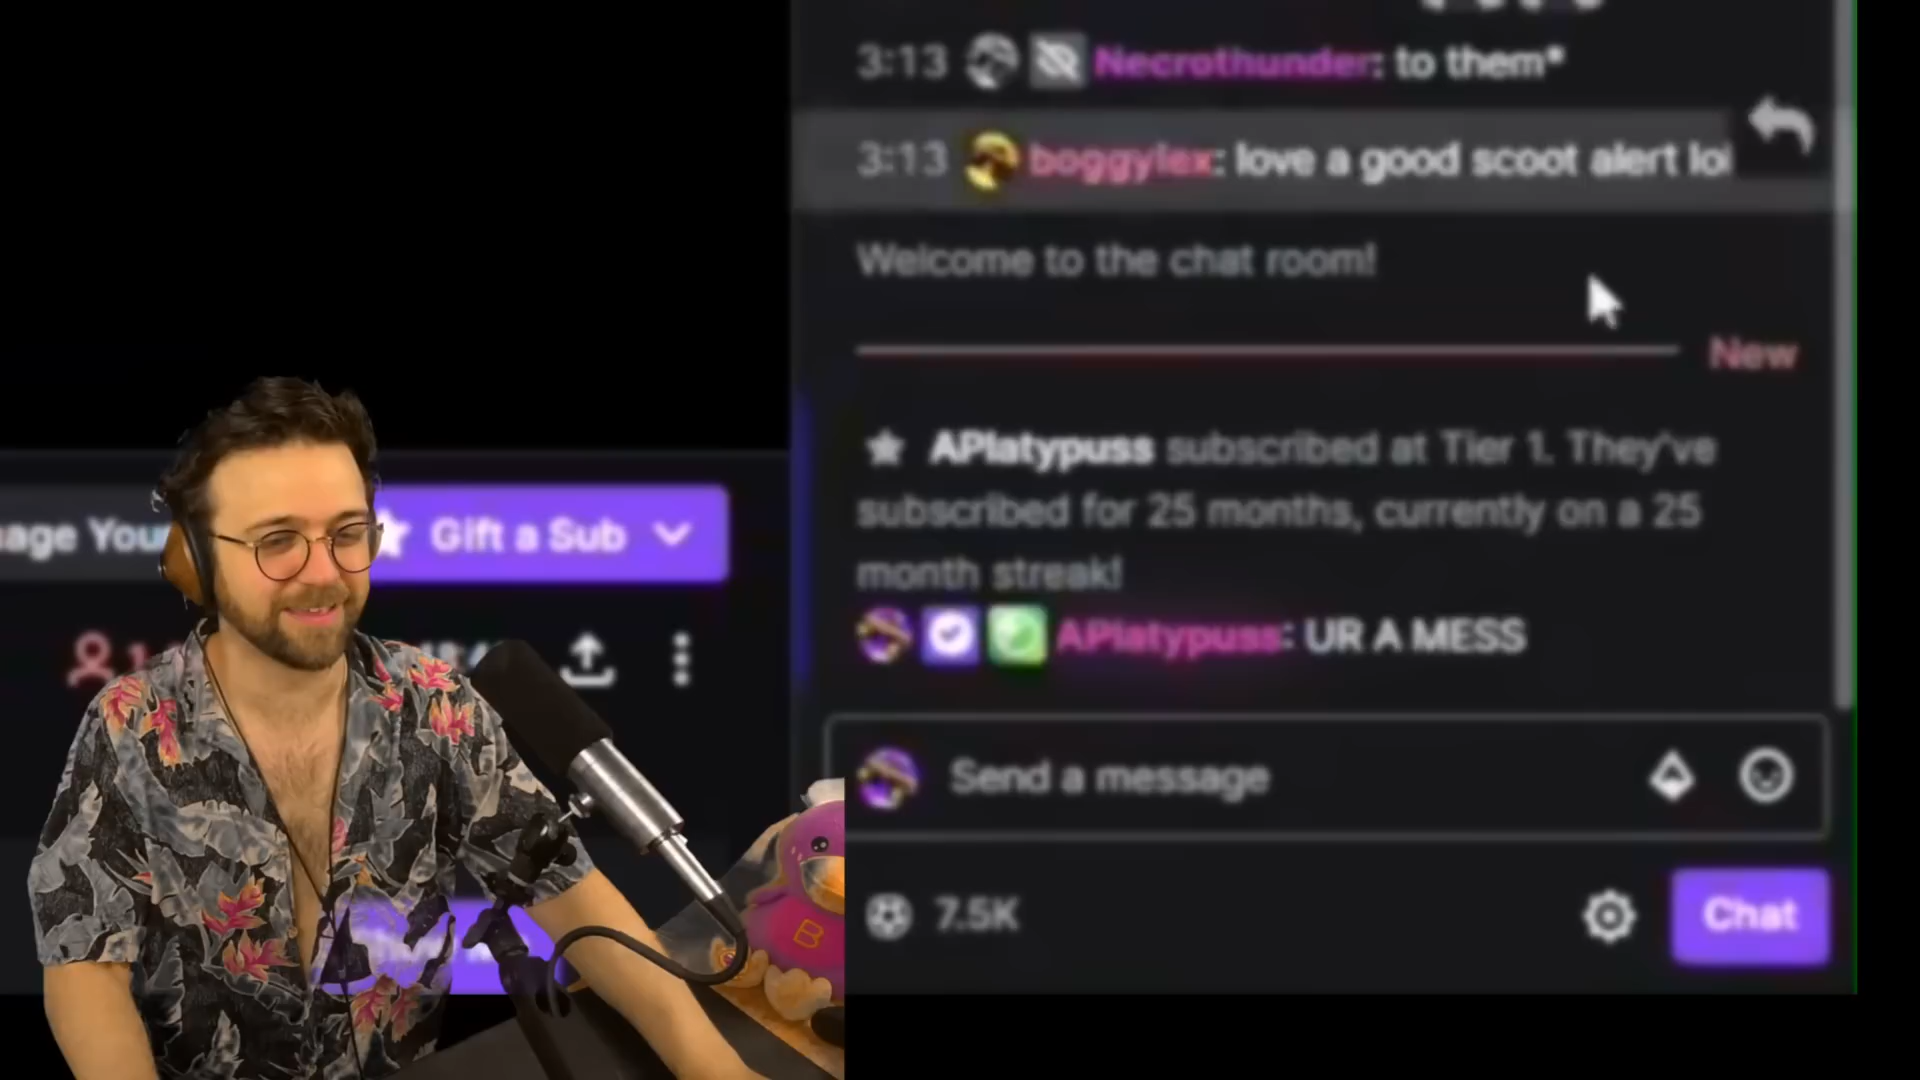 3:13 Necrothunder: to them*
3:13 boggylex: love a good scoot alert lol
Welcome to the chat room!
New
APlatypuss subscribed at Tier 1. They've
subscribed for 25 months, currently on a 25
month streak!
APlatypuss: UR A MESS
Send a message
7.5K
Chat
Gift a Sub
Your
B